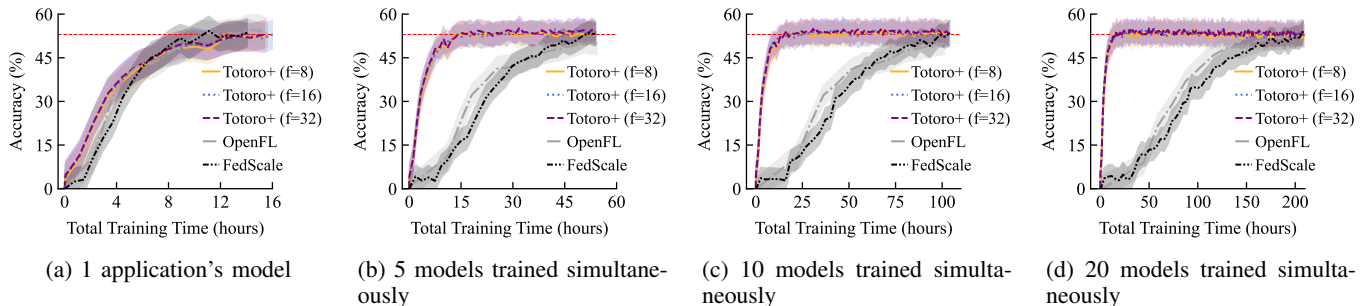 60
45
30
15
0
Accuracy (%)
Totoro+ (f=8)
Totoro+ (f=16)
Totoro+ (f=32)
OpenFL
FedScale
0 4 8 12 16
Total Training Time (hours)
(a) 1 application's model
60
45
30
15
0
Accuracy (%)
Totoro+ (f=8)
Totoro+ (f=16)
Totoro+ (f=32)
OpenFL
FedScale
0 15 30 45 60
Total Training Time (hours)
(b) 5 models trained simultane-
ously
60
45
30
15
0
Accuracy (%)
Totoro+ (f=8)
Totoro+ (f=16)
Totoro+ (f=32)
OpenFL
FedScale
0 25 50 75 100
Total Training Time (hours)
(c) 10 models trained simulta-
neously
60
45
30
15
0
Accuracy (%)
Totoro+ (f=8)
Totoro+ (f=16)
Totoro+ (f=32)
OpenFL
FedScale
0 50 100 150 200
Total Training Time (hours)
(d) 20 models trained simulta-
neously